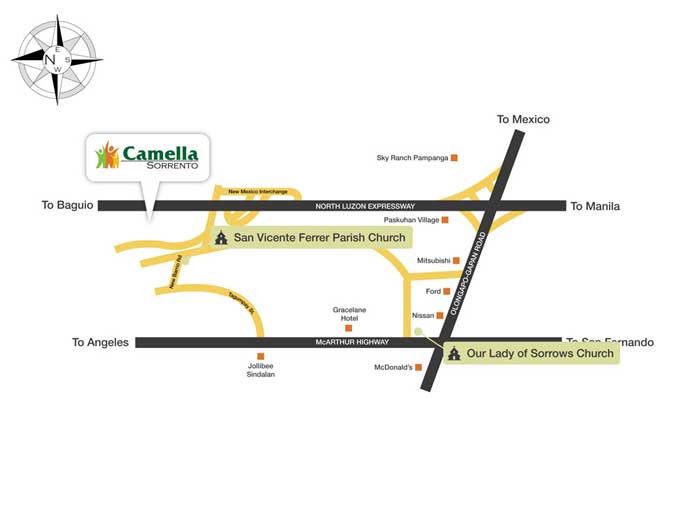 E
N
S
W
To Mexico
Camella
SORRENTO
Sky Ranch Pampanga
New Mexico Interchange
To Baguio
NORTH LUZON EXPRESSWAY
To Manila
Paskuhan Village
San Vicente Ferrer Parish Church
OLONGAPO-GAPAN ROAD
Mitsubishi
New Barrio Rd
Ford
Tagumpay St.
Gracelane
Hotel
Nissan
To Angeles
McARTHUR HIGHWAY
To San Fernando
Our Lady of Sorrows Church
Jollibee
Sindalan
McDonald's